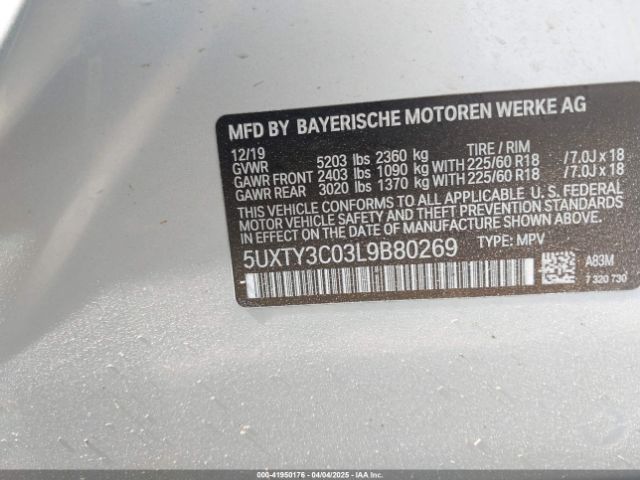 MFD BY BAYERISCHE MOTOREN WERKE AG
12/19 TIRE / RIM
GVWR 5203 lbs 2360 kg
GAWR FRONT 2403 lbs 1090 kg WITH 225/60 R18 /7.0J x 18
GAWR REAR 3020 lbs 1370 kg WITH 225/60 R18 /7.0J x 18
THIS VEHICLE CONFORMS TO ALL APPLICABLE U.S. FEDERAL
MOTOR VEHICLE SAFETY AND THEFT PREVENTION STANDARDS
IN EFFECT ON THE DATE OF MANUFACTURE SHOWN ABOVE.
5UXTY3C03L9B80269 TYPE: MPV
A83M
7 320 730
000-41950176 - 04/04/2025 - IAAI.COM